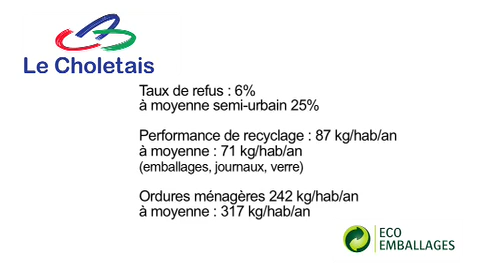 Le Choletais
Taux de refus : 6%
à moyenne semi-urbain 25%
Performance de recyclage : 87 kg/hab/an
à moyenne : 71 kg/hab/an
(emballages, journaux, verre)
Ordures ménagères 242 kg/hab/an
à moyenne : 317 kg/hab/an
ECO
EMBALLAGES